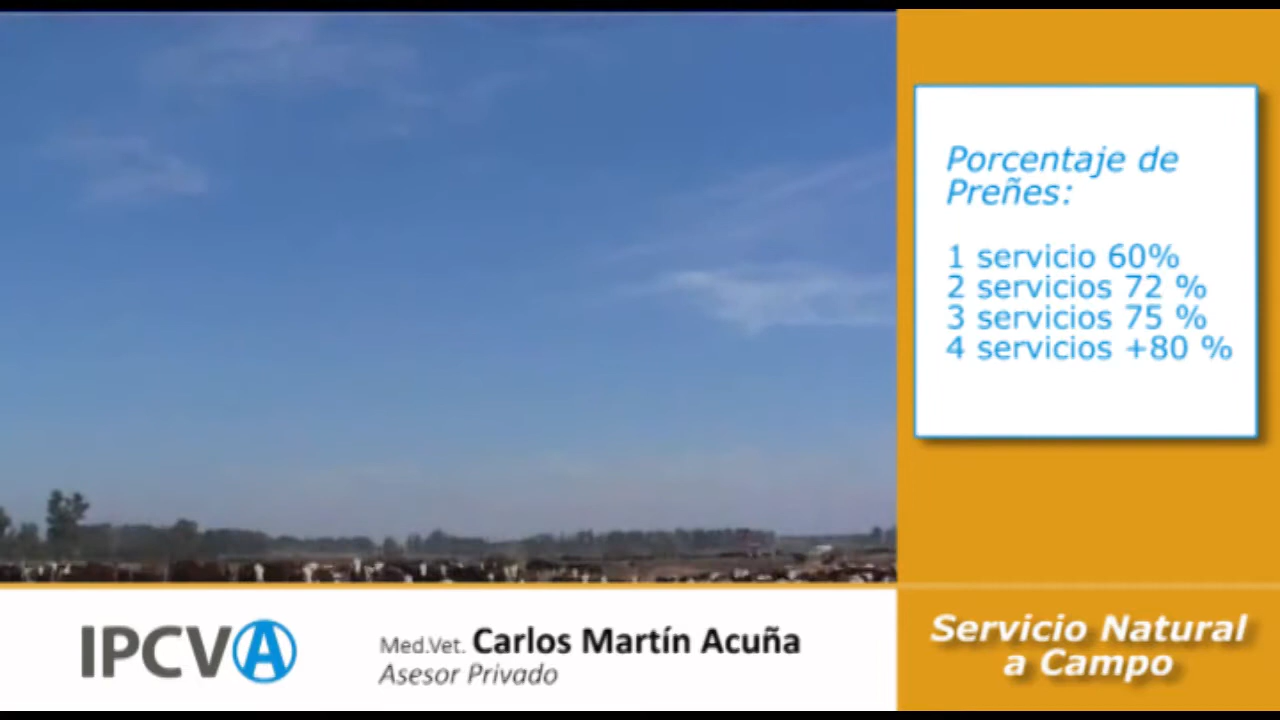 Porcentaje de
Preñes:
1 servicio 60%
2 servicios 72 %
3 servicios 75 %
4 servicios +80 %
IPCVA
Med.Vet. Carlos Martín Acuña
Asesor Privado
Servicio Natural
a Campo